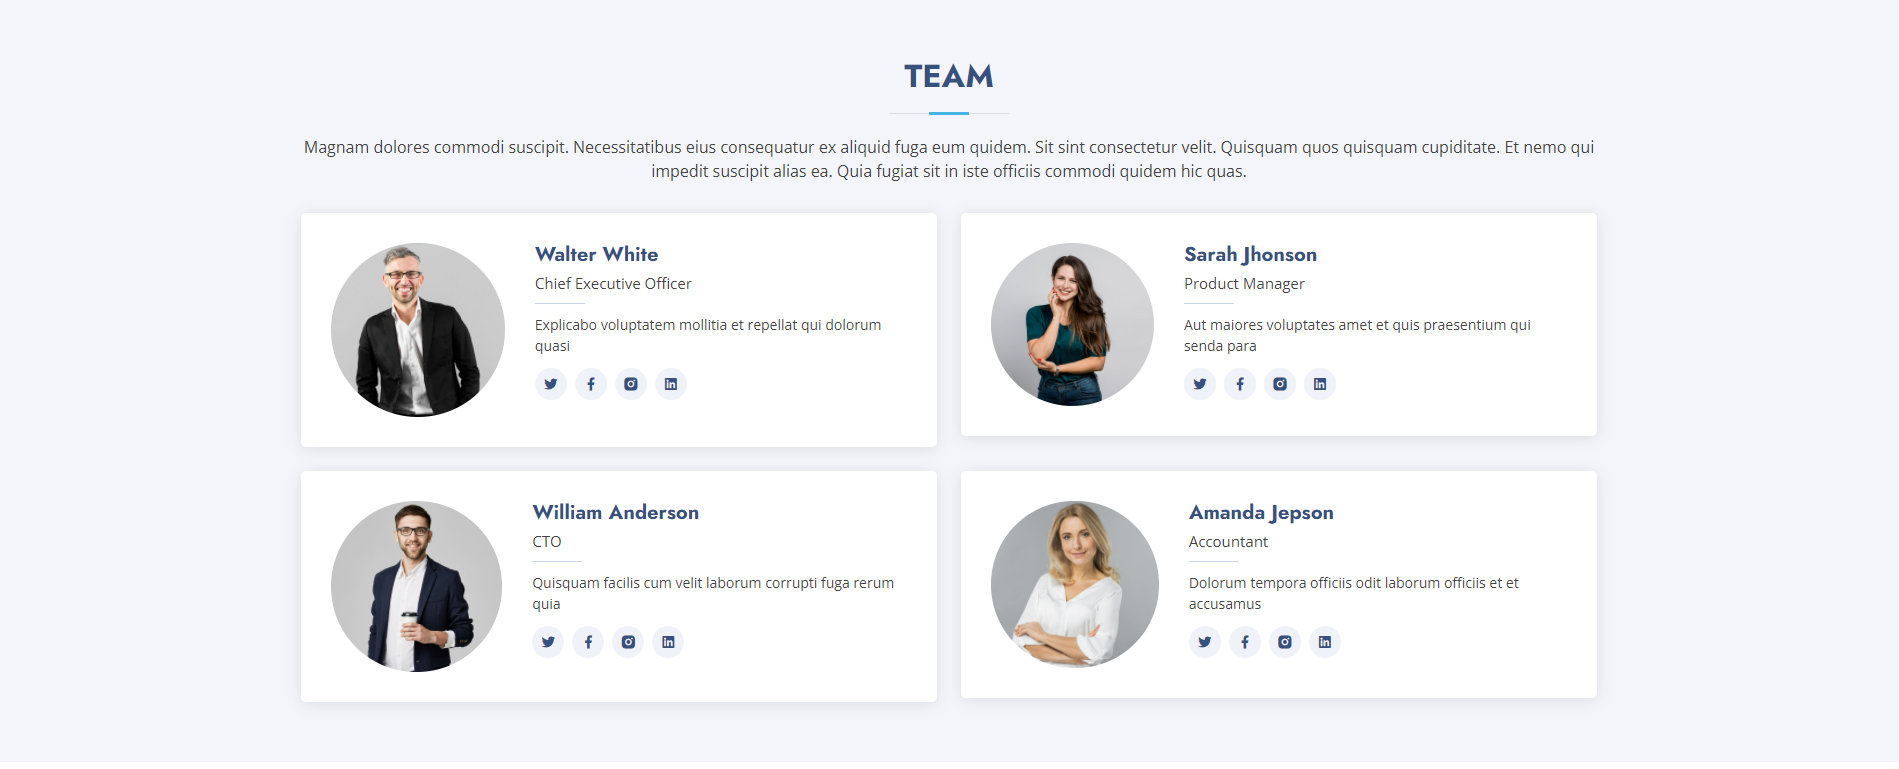 TEAM
Magnam dolores commodi suscipit. Necessitatibus eius consequatur ex aliquid fuga eum quidem. Sit sint consectetur velit. Quisquam quos quisquam cupiditate. Et nemo qui
impedit suscipit alias ea. Quia fugiat sit in iste officiis commodi quidem hic quas.
Walter White
Chief Executive Officer
Explicabo voluptatem mollitia et repellat qui dolorum
quasi
Sarah Jhonson
Product Manager
Aut maiores voluptates amet et quis praesentium qui
senda para
William Anderson
CTO
Quisquam facilis cum velit laborum corrupti fuga rerum
quia
Amanda Jepson
Accountant
Dolorum tempora officiis odit laborum officiis et et
accusamus